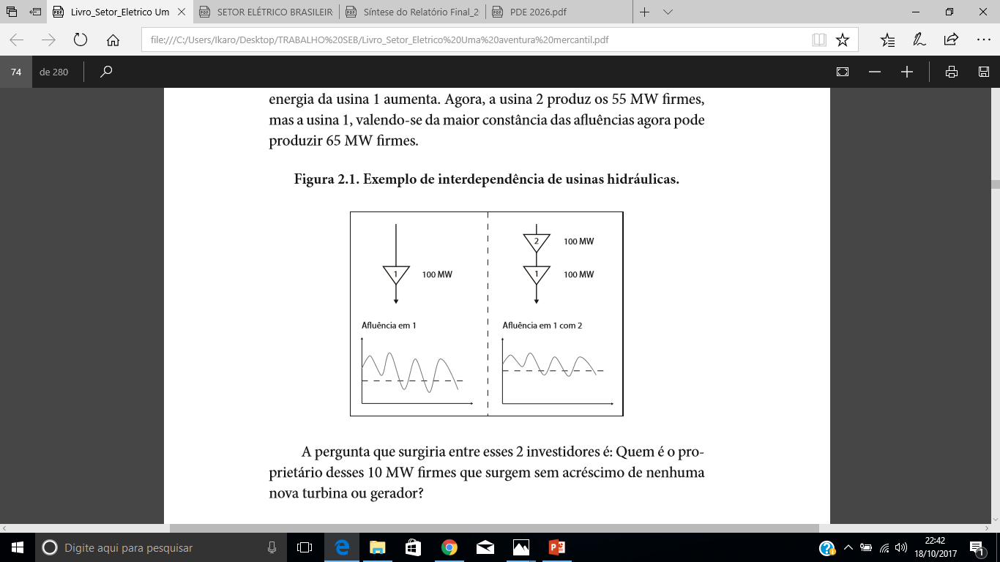 Livro_Setor_Eletrico Um
SETOR ELÉTRICO BRASILEIR
Síntese do Relatório Final_2
PDE 2026.pdf
file:///C:/Users/Ikaro/Desktop/TRABALHO%20SEB/Livro_Setor_Eletrico%20Uma%20aventura%20mercantil.pdf
74 de 280
energia da usina 1 aumenta. Agora, a usina 2 produz os 55 MW firmes,
mas a usina 1, valendo-se da maior constância das afluências agora pode
produzir 65 MW firmes.
Figura 2.1. Exemplo de interdependência de usinas hidráulicas.
1 100 MW
2 100 MW
1 100 MW
Afluência em 1
Afluência em 1 com 2
A pergunta que surgiria entre esses 2 investidores é: Quem é o pro-
prietário desses 10 MW firmes que surgem sem acréscimo de nenhuma
nova turbina ou gerador?
Digite aqui para pesquisar
22:42
18/10/2017
1